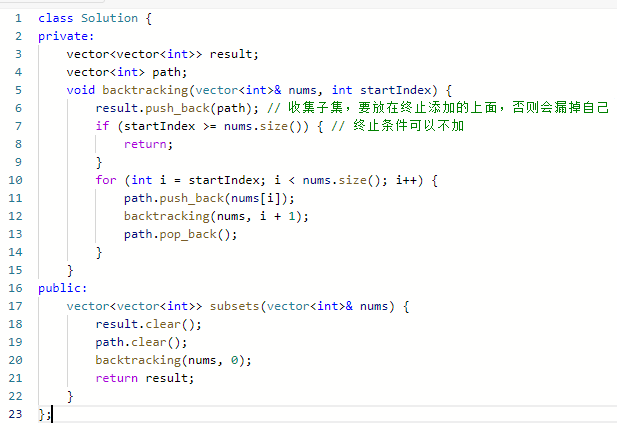 1 class Solution {
2 private:
3     vector<vector<int>> result;
4     vector<int> path;
5     void backtracking(vector<int>& nums, int startIndex) {
6         result.push_back(path); // 收集子集，要放在终止添加的上面，否则会漏掉自己
7         if (startIndex >= nums.size()) { // 终止条件可以不加
8             return;
9         }
10         for (int i = startIndex; i < nums.size(); i++) {
11             path.push_back(nums[i]);
12             backtracking(nums, i + 1);
13             path.pop_back();
14         }
15     }
16 public:
17     vector<vector<int>> subsets(vector<int>& nums) {
18         result.clear();
19         path.clear();
20         backtracking(nums, 0);
21         return result;
22     }
23 };